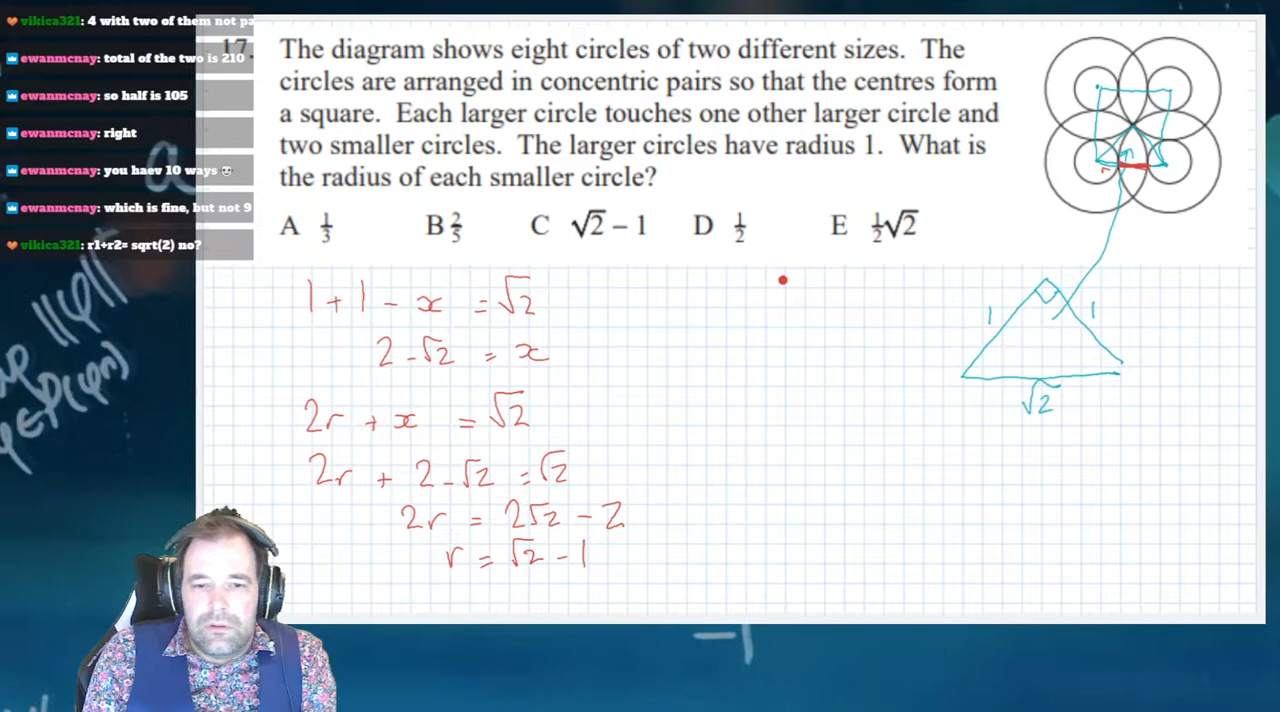 vikica321: 4 with two of them not pa
ewanmcnay: total of the two is 210
ewanmcnay: so half is 105
ewanmcnay: right
ewanmcnay: you haev 10 ways 💀
ewanmcnay: which is fine, but not 9
vikica321: r1+r2= sqrt(2) no?
17. The diagram shows eight circles of two different sizes. The
circles are arranged in concentric pairs so that the centres form
a square. Each larger circle touches one other larger circle and
two smaller circles. The larger circles have radius 1. What is
the radius of each smaller circle?
A 1/3 B 2/5 C √2 − 1 D 1/2 E 1/2√2
1 + 1 − x = √2
2 − √2 = x
2r + x = √2
2r + 2 − √2 = √2
2r = 2√2 − 2
r = √2 − 1
1 1
√2
−1